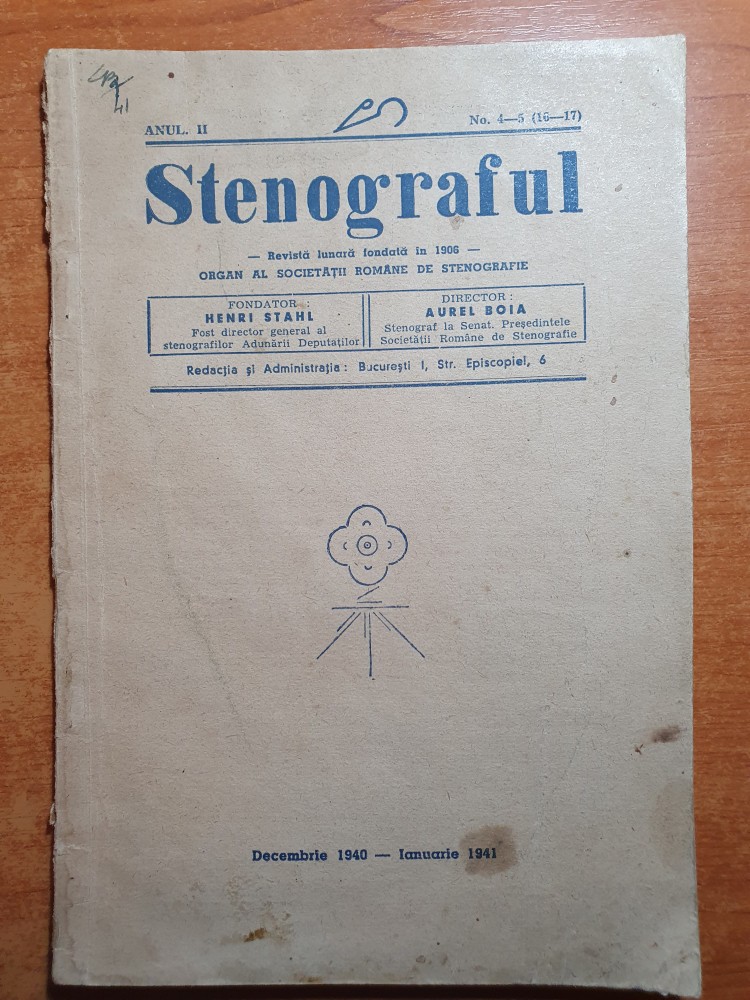 41
ANUL. II
No. 4—5 (16—17)
Stenograful
— Revistă lunară fondată în 1906 —
ORGAN AL SOCIETĂȚII ROMÂNE DE STENOGRAFIE
FONDATOR :
HENRI STAHL
Fost director general al
stenografilor Adunării Deputaților
DIRECTOR :
AUREL BOIA
Stenograf la Senat. Președintele
Societății Române de Stenografie
Redacția și Administrația : București I, Str. Episcopiei, 6
Decembrie 1940 — Ianuarie 1941